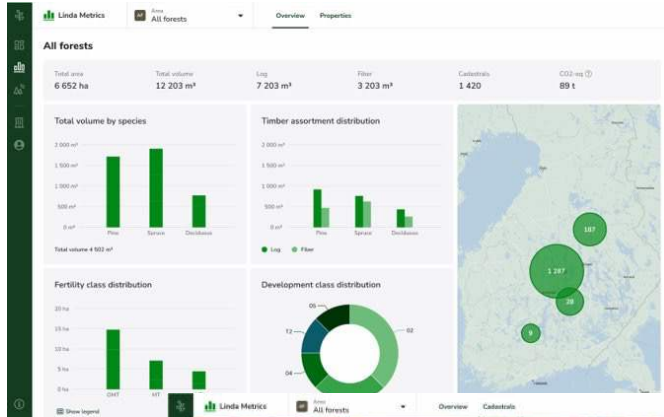 Linda Metrics
AF
Area
All forests
Overview
Properties
All forests
Total area
Total volume
Log
Fiber
Cadastrals
CO2-eq
6 652 ha
12 203 m³
7 203 m³
3 203 m³
1 420
89 t
Total volume by species
2 000 m³
1 500 m³
1 000 m³
500 m³
0 m³
Pine
Spruce
Deciduous
Total volume 4 502 m³
Timber assortment distribution
2 000 m³
1 500 m³
1 000 m³
500 m³
0 m³
Pine
Spruce
Deciduous
Log
Fiber
187
1 287
28
9
Fertility class distribution
20 ha
15 ha
10 ha
5 ha
0 ha
OMT
MT
Show legend
Development class distribution
05
02
T2
04
Linda Metrics
AF
Area
All forests
Overview
Cadastrals